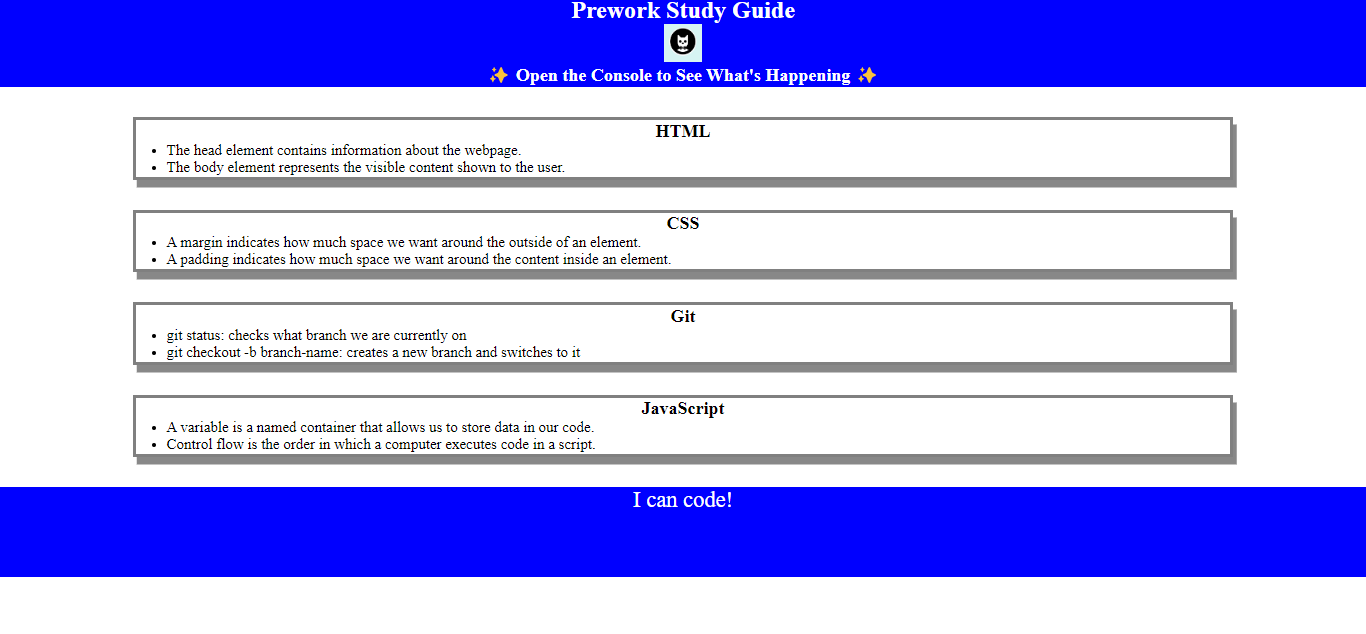 Prework Study Guide
✨ Open the Console to See What's Happening ✨
HTML
• The head element contains information about the webpage.
• The body element represents the visible content shown to the user.
CSS
• A margin indicates how much space we want around the outside of an element.
• A padding indicates how much space we want around the content inside an element.
Git
• git status: checks what branch we are currently on
• git checkout -b branch-name: creates a new branch and switches to it
JavaScript
• A variable is a named container that allows us to store data in our code.
• Control flow is the order in which a computer executes code in a script.
I can code!